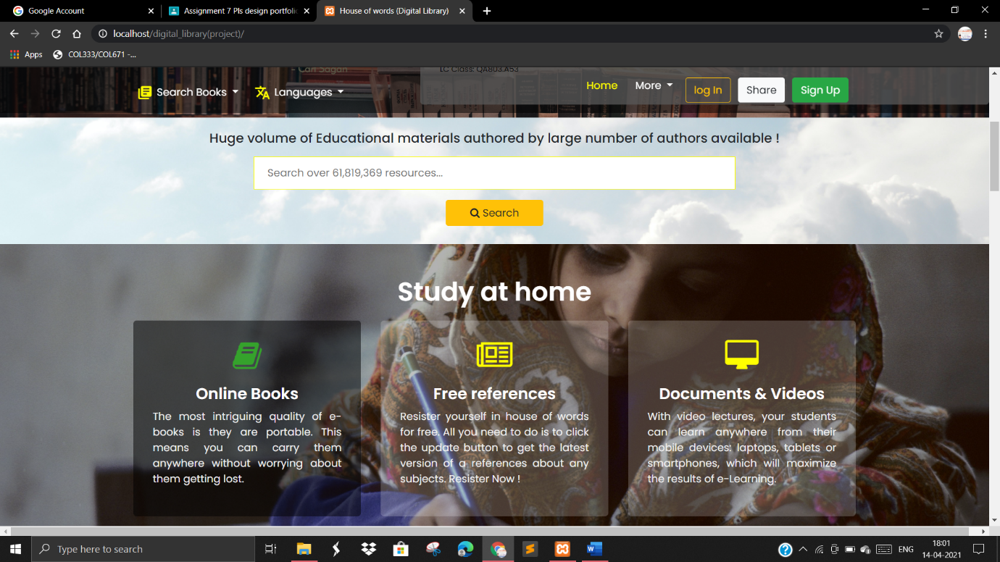 Google Account
Assignment 7 Pls design portfolio
House of words (Digital Library)
localhost/digital_library(project)/
Apps
COL333/COL671 -...
- Carl Sagan
LC Class: QA803.A53
Search Books
Languages
Home
More
log In
Share
Sign Up
Huge volume of Educational materials authored by large number of authors available !
Search over 61,819,369 resources...
Search
Study at home
Online Books
The most intriguing quality of e-
books is they are portable. This
means you can carry them
anywhere without worrying about
them getting lost.
Free references
Resister yourself in house of words
for free. All you need to do is to click
the update button to get the latest
version of a references about any
subjects. Resister Now !
Documents & Videos
With video lectures, your students
can learn anywhere from their
mobile devices: laptops, tablets or
smartphones, which will maximize
the results of e-Learning.
Type here to search
ENG
18:01
14-04-2021